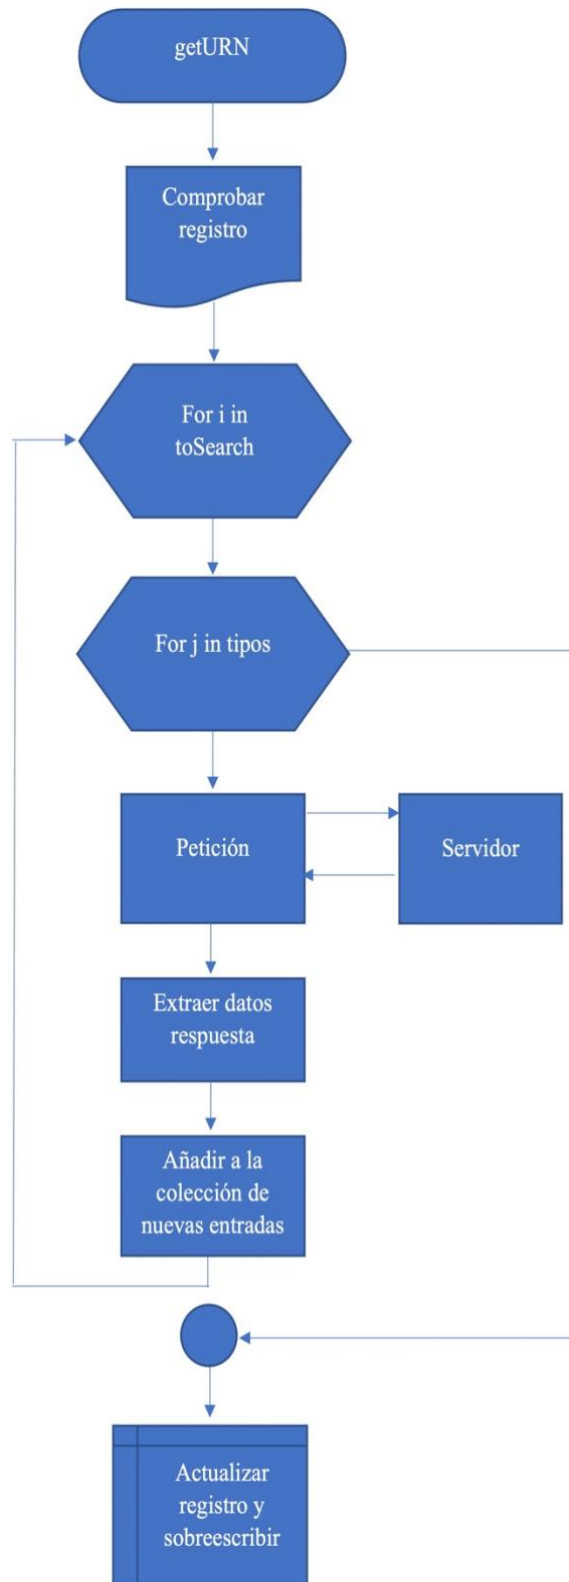 getURN
Comprobar
registro
For i in
toSearch
For j in tipos
Petición
Servidor
Extraer datos
respuesta
Añadir a la
colección de
nuevas entradas
Actualizar
registro y
sobreescribir